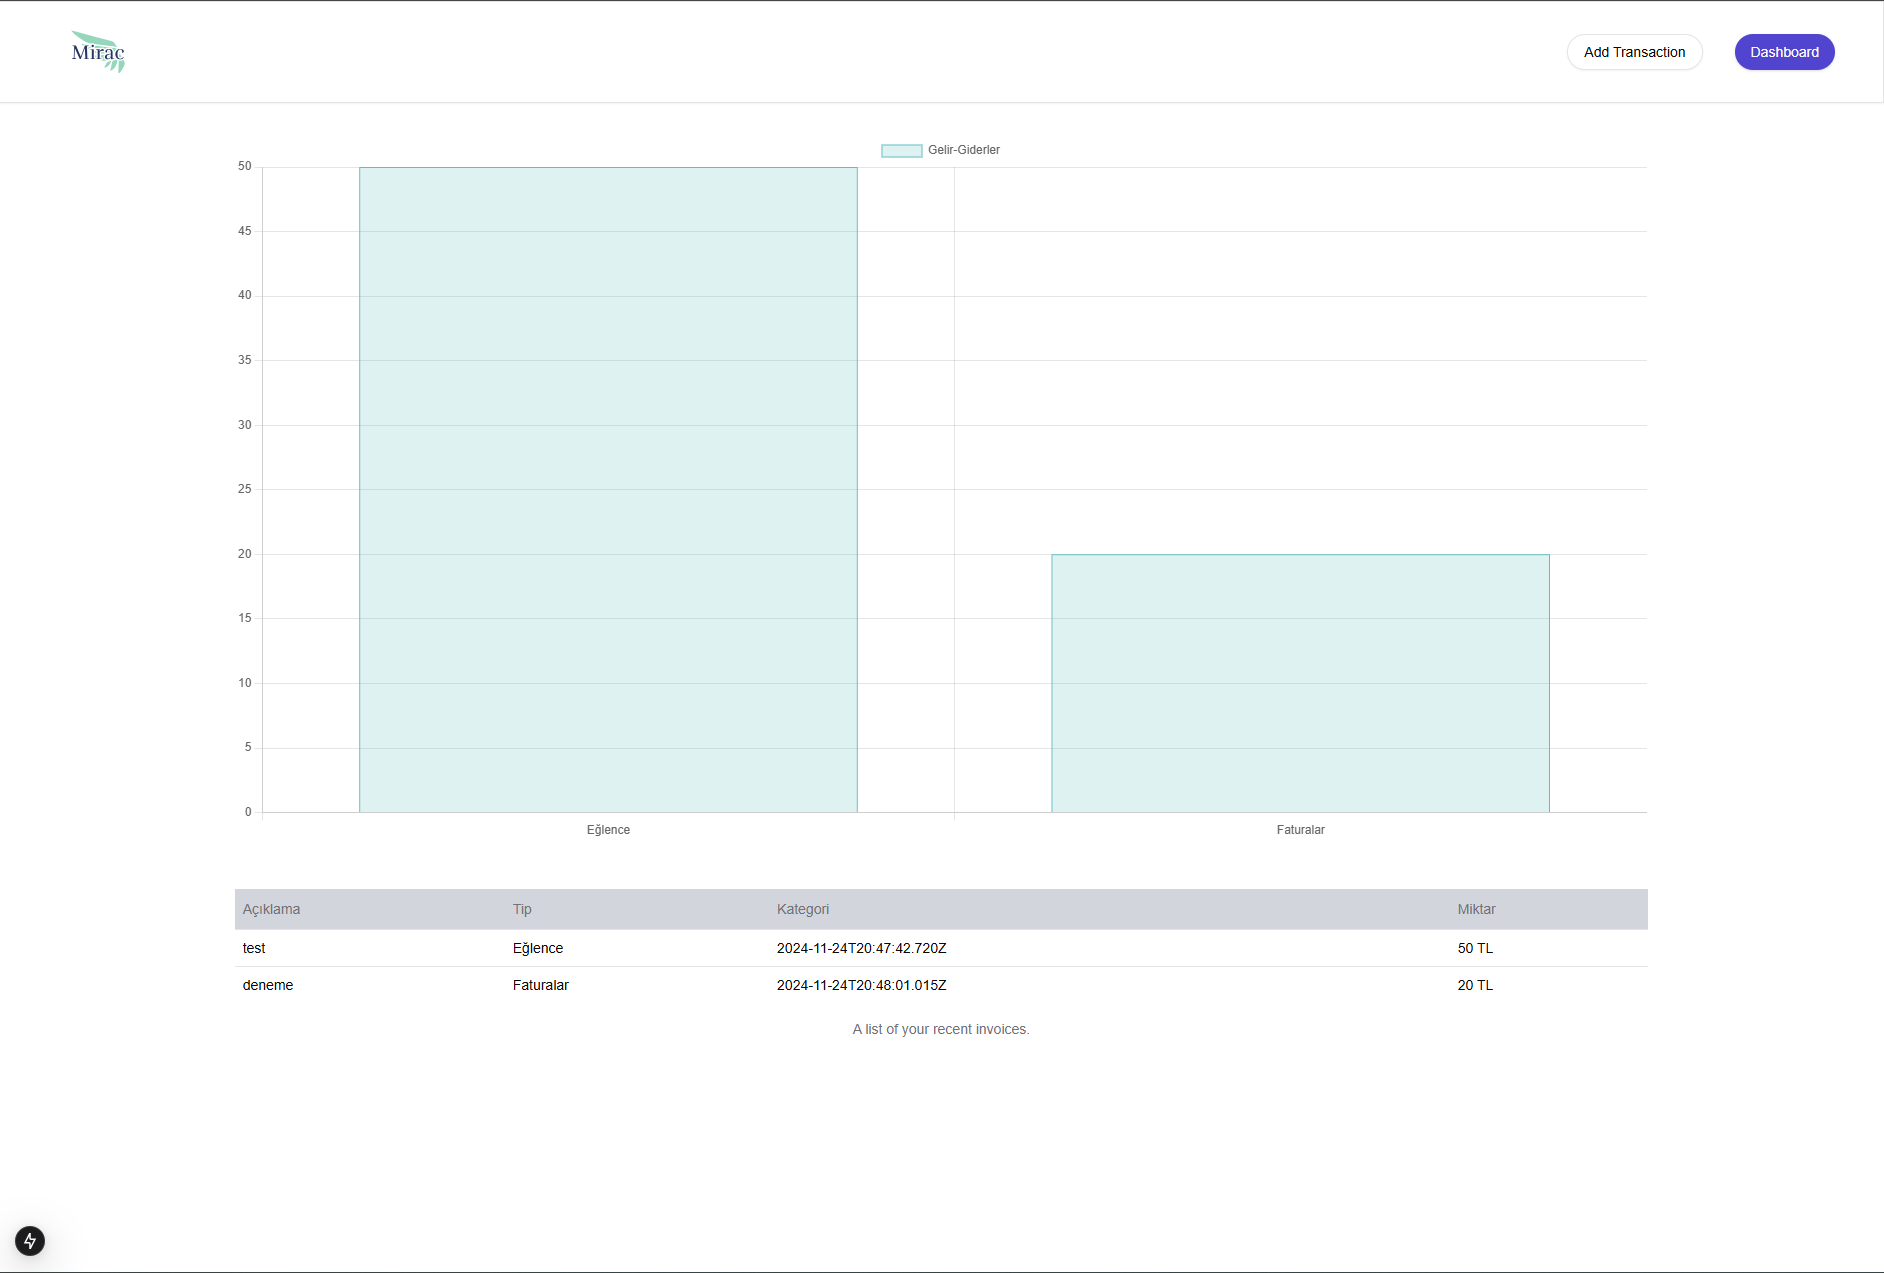 Mirac
Add Transaction
Dashboard
Gelir-Giderler
50
45
40
35
30
25
20
15
10
5
0
Eğlence Faturalar
Açıklama Tip Kategori Miktar
test Eğlence 2024-11-24T20:47:42.720Z 50 TL
deneme Faturalar 2024-11-24T20:48:01.015Z 20 TL
A list of your recent invoices.